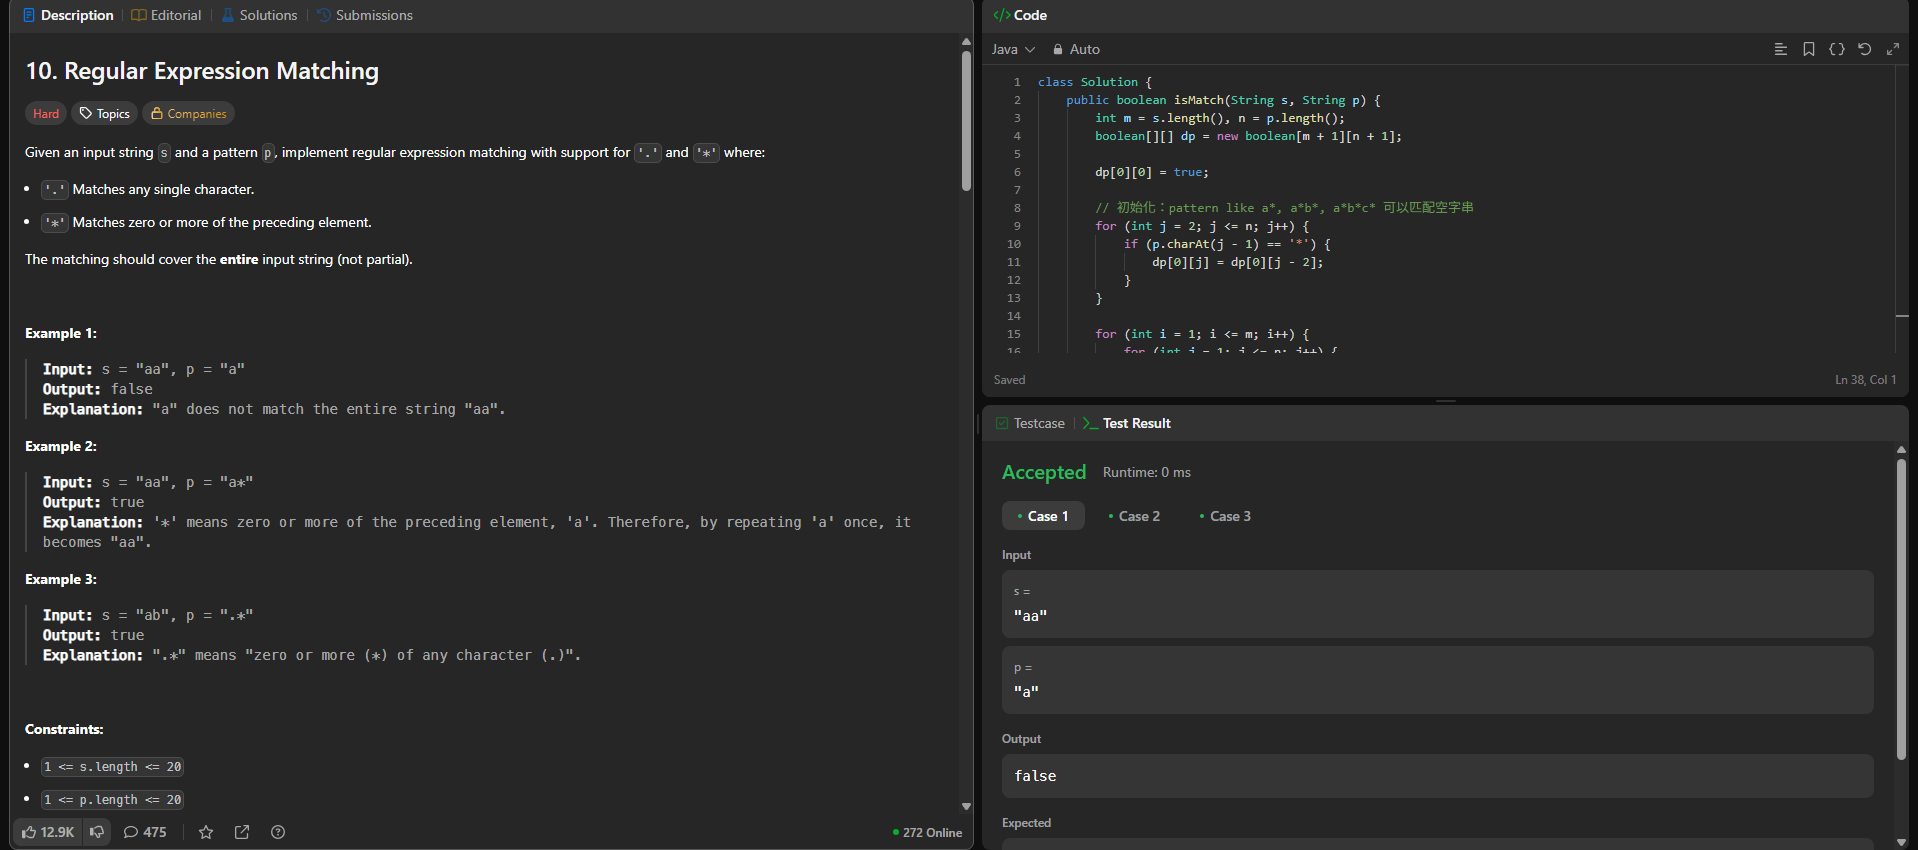 Description
Editorial
Solutions
Submissions
10. Regular Expression Matching
Hard
Topics
Companies
Given an input string s and a pattern p, implement regular expression matching with support for '.' and '*' where:
• '.' Matches any single character.
• '*' Matches zero or more of the preceding element.
The matching should cover the entire input string (not partial).
Example 1:
Input: s = "aa", p = "a"
Output: false
Explanation: "a" does not match the entire string "aa".
Example 2:
Input: s = "aa", p = "a*"
Output: true
Explanation: '*' means zero or more of the preceding element, 'a'. Therefore, by repeating 'a' once, it
becomes "aa".
Example 3:
Input: s = "ab", p = ".*"
Output: true
Explanation: ".*" means "zero or more (*) of any character (.)".
Constraints:
• 1 <= s.length <= 20
• 1 <= p.length <= 20
12.9K
475
272 Online
</> Code
Java
Auto
1 class Solution {
2 public boolean isMatch(String s, String p) {
3 int m = s.length(), n = p.length();
4 boolean[][] dp = new boolean[m + 1][n + 1];
5
6 dp[0][0] = true;
7
8 // 初始化：pattern like a*, a*b*, a*b*c* 可以匹配空字串
9 for (int j = 2; j <= n; j++) {
10 if (p.charAt(j - 1) == '*') {
11 dp[0][j] = dp[0][j - 2];
12 }
13 }
14
15 for (int i = 1; i <= m; i++) {
16 for (int j = 1; j <= n; j++) {
Saved
Ln 38, Col 1
Testcase
Test Result
Accepted
Runtime: 0 ms
• Case 1
• Case 2
• Case 3
Input
s =
"aa"
p =
"a"
Output
false
Expected